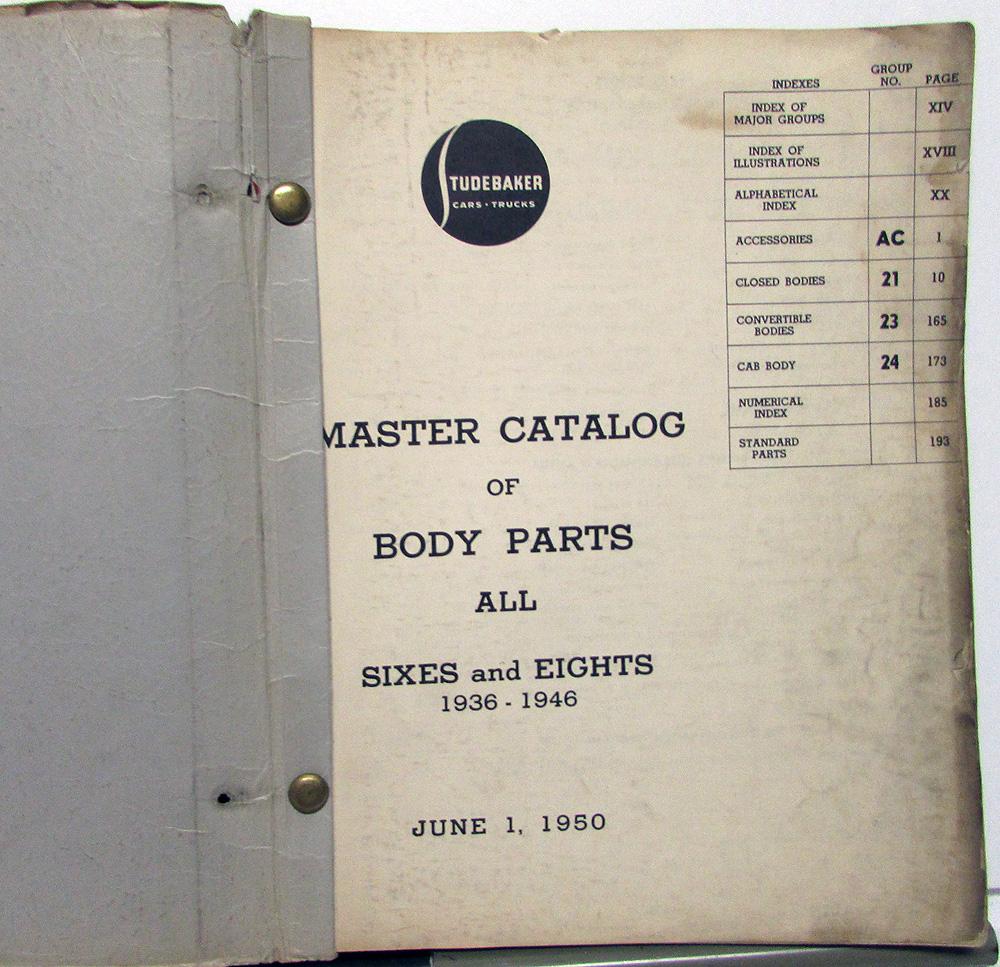 STUDEBAKER
CARS • TRUCKS
MASTER CATALOG
OF
BODY PARTS
ALL
SIXES and EIGHTS
1936 - 1946
JUNE 1, 1950
INDEXES GROUP NO. PAGE
INDEX OF
MAJOR GROUPS XIV
INDEX OF
ILLUSTRATIONS XVIII
ALPHABETICAL
INDEX XX
ACCESSORIES AC 1
CLOSED BODIES 21 10
CONVERTIBLE
BODIES 23 165
CAB BODY 24 173
NUMERICAL
INDEX 185
STANDARD
PARTS 193